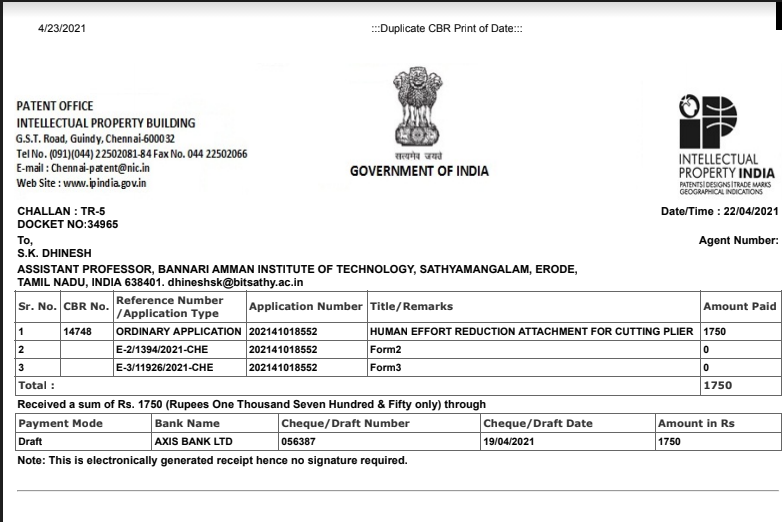 4/23/2021 :::Duplicate CBR Print of Date:::
PATENT OFFICE
INTELLECTUAL PROPERTY BUILDING
G.S.T. Road, Guindy, Chennai-600032
Tel No. (091)(044) 22502081-84 Fax No. 044 22502066
E-mail : Chennai-patent@nic.in
Web Site : www.ipindia.gov.in
सत्यमेव जयते
GOVERNMENT OF INDIA
INTELLECTUAL
PROPERTY INDIA
PATENTS | DESIGNS | TRADE MARKS
GEOGRAPHICAL INDICATIONS
CHALLAN : TR-5 Date/Time : 22/04/2021
DOCKET NO:34965
To, Agent Number:
S.K. DHINESH
ASSISTANT PROFESSOR, BANNARI AMMAN INSTITUTE OF TECHNOLOGY, SATHYAMANGALAM, ERODE,
TAMIL NADU, INDIA 638401. dhineshsk@bitsathy.ac.in
Sr. No. CBR No. Reference Number /Application Type Application Number Title/Remarks Amount Paid
1 14748 ORDINARY APPLICATION 202141018552 HUMAN EFFORT REDUCTION ATTACHMENT FOR CUTTING PLIER 1750
2 E-2/1394/2021-CHE 202141018552 Form2 0
3 E-3/11926/2021-CHE 202141018552 Form3 0
Total : 1750
Received a sum of Rs. 1750 (Rupees One Thousand Seven Hundred & Fifty only) through
Payment Mode Bank Name Cheque/Draft Number Cheque/Draft Date Amount in Rs
Draft AXIS BANK LTD 056387 19/04/2021 1750
Note: This is electronically generated receipt hence no signature required.